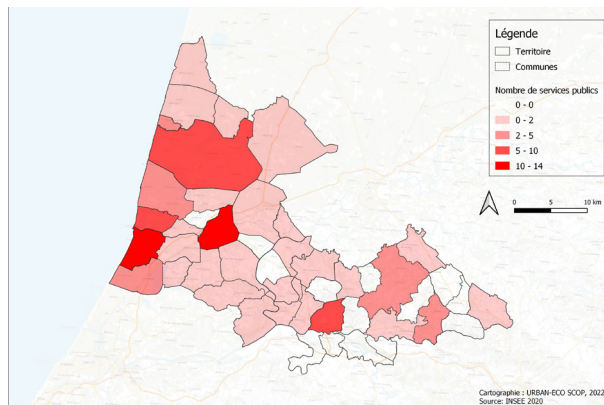 Légende
Territoire
Communes
Nombre de services publics
0 - 0
0 - 2
2 - 5
5 - 10
10 - 14
0 5 10 km
Cartographie : URBAN-ECO SCOP, 2022
Source: INSEE 2020